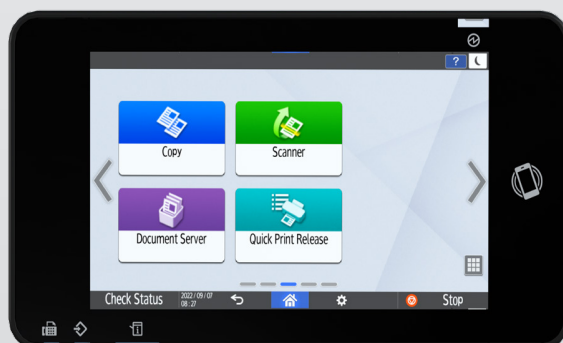 ?
Copy
Scanner
Document Server
Quick Print Release
Check Status
2022/09/07
08:27
Stop